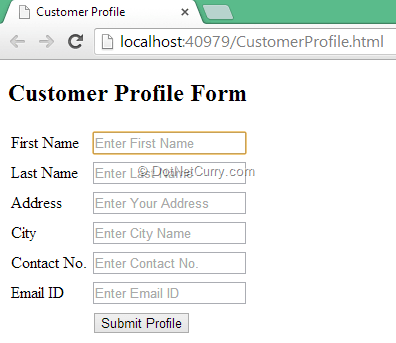 Customer Profile
localhost:40979/CustomerProfile.html
Customer Profile Form
First Name Enter First Name
Last Name Enter Last Name
© DotNetCurry.com
Address Enter Your Address
City Enter City Name
Contact No. Enter Contact No.
Email ID Enter Email ID
Submit Profile